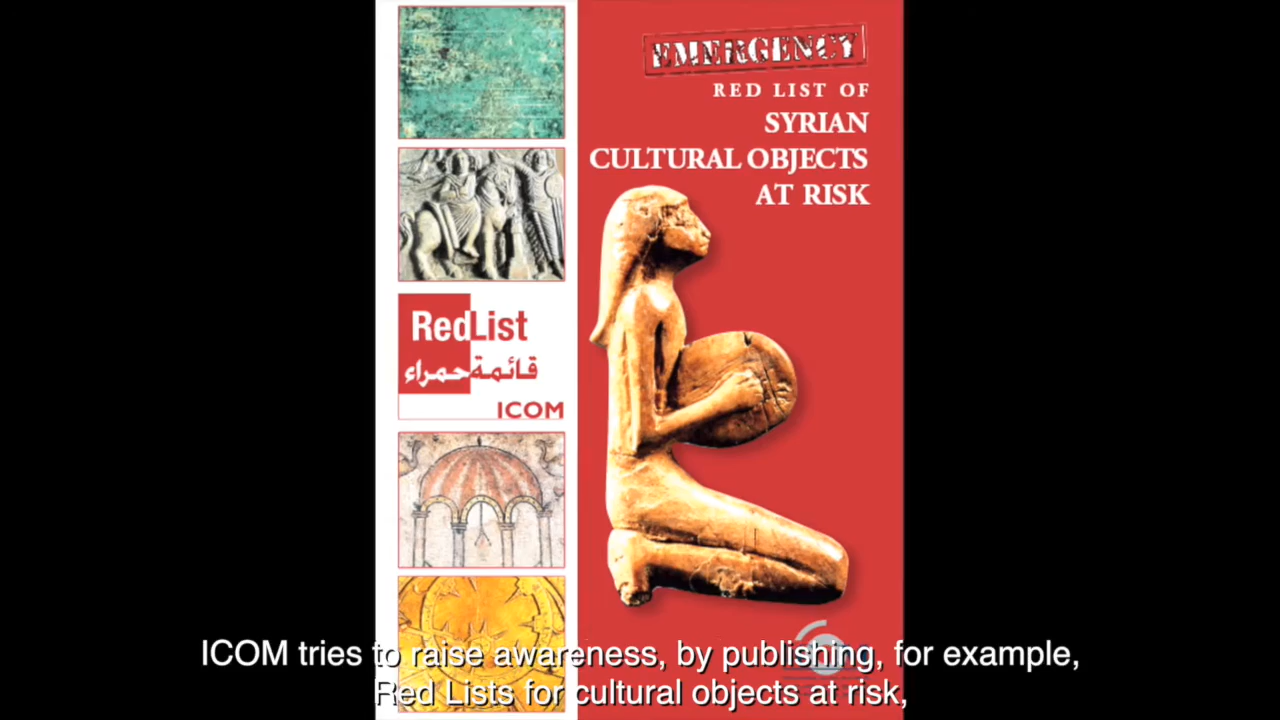 EMERGENCY
RED LIST OF
SYRIAN
CULTURAL OBJECTS
AT RISK
RedList
قائمة حمراء
ICOM
ICOM tries to raise awareness, by publishing, for example,
Red Lists for cultural objects at risk,